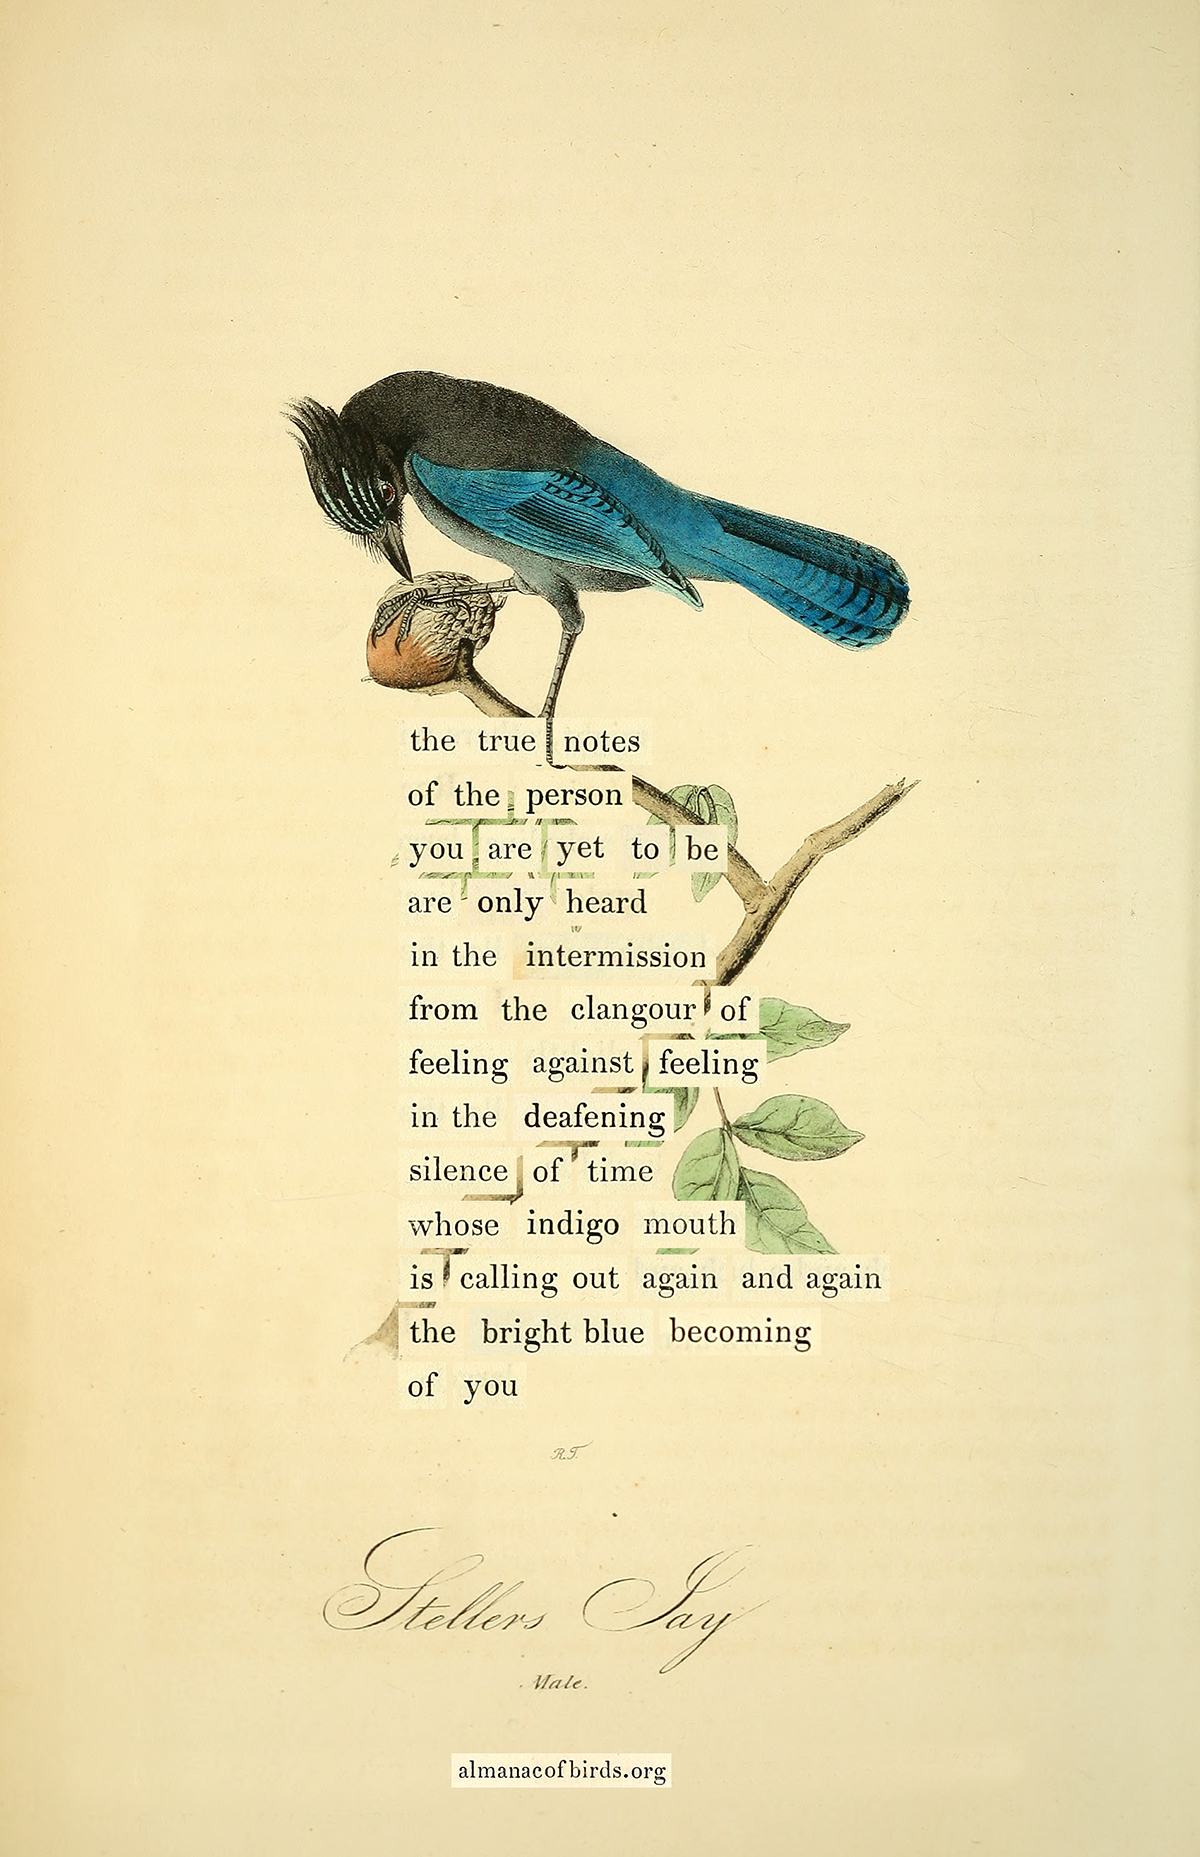 the true notes
of the person
you are yet to be
are only heard
in the intermission
from the clangour of
feeling against feeling
in the deafening
silence of time
whose indigo mouth
is calling out again and again
the bright blue becoming
of you
R.T.
Stellers Jay
Male.
almanacofbirds.org